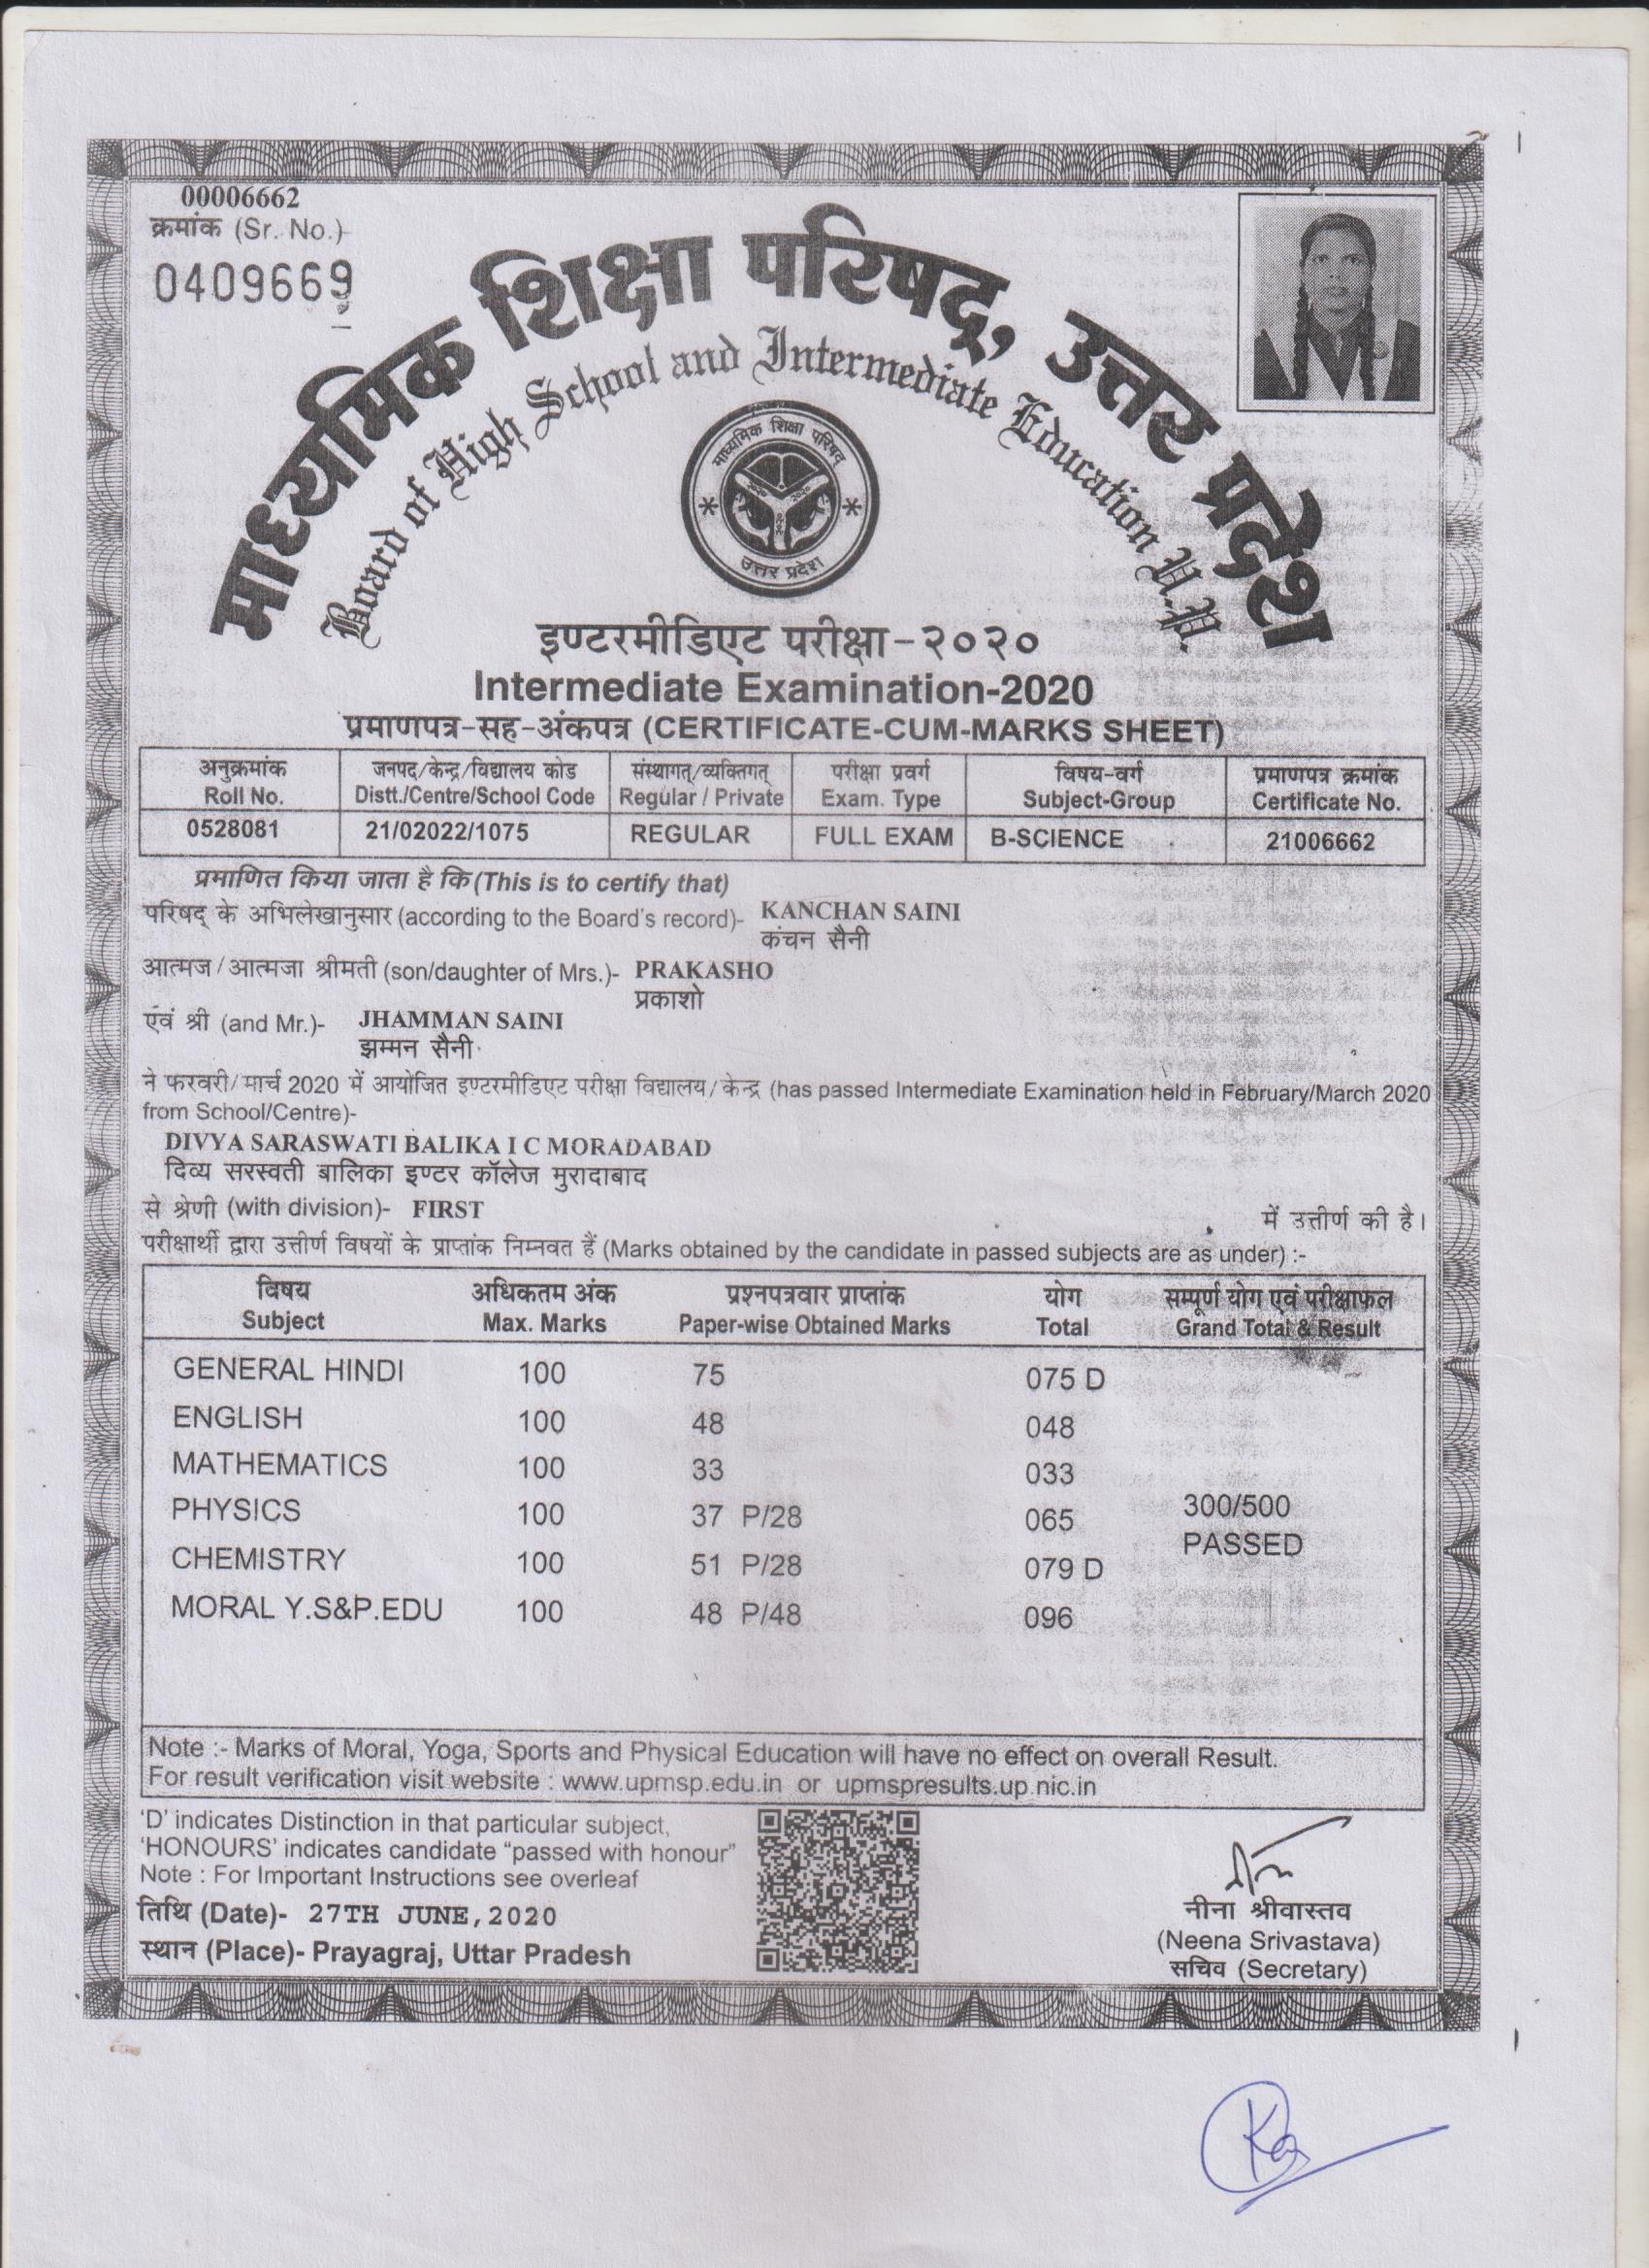 00006662
क्रमांक (Sr. No.)
0409669
माध्यमिक शिक्षा परिषद्, उत्तर प्रदेश
Board of High School and Intermediate Education U.P.
माध्यमिक शिक्षा परिषद्
उत्तर प्रदेश
इण्टरमीडिएट परीक्षा-२०२०
Intermediate Examination-2020
प्रमाणपत्र-सह-अंकपत्र (CERTIFICATE-CUM-MARKS SHEET)
अनुक्रमांक जनपद/केन्द्र/विद्यालय कोड संस्थागत्/व्यक्तिगत् परीक्षा प्रवर्ग विषय-वर्ग प्रमाणपत्र क्रमांक
Roll No. Distt./Centre/School Code Regular / Private Exam. Type Subject-Group Certificate No.
0528081 21/02022/1075 REGULAR FULL EXAM B-SCIENCE 21006662
प्रमाणित किया जाता है कि (This is to certify that)
परिषद् के अभिलेखानुसार (according to the Board's record)- KANCHAN SAINI
कंचन सैनी
आत्मज/आत्मजा श्रीमती (son/daughter of Mrs.)- PRAKASHO
प्रकाशो
एंव श्री (and Mr.)- JHAMMAN SAINI
झम्मन सैनी
ने फरवरी/मार्च 2020 में आयोजित इण्टरमीडिएट परीक्षा विद्यालय/केन्द्र (has passed Intermediate Examination held in February/March 2020
from School/Centre)-
DIVYA SARASWATI BALIKA I C MORADABAD
दिव्य सरस्वती बालिका इण्टर कॉलेज मुरादाबाद
से श्रेणी (with division)- FIRST में उत्तीर्ण की है।
परीक्षार्थी द्वारा उत्तीर्ण विषयों के प्राप्तांक निम्नवत हैं (Marks obtained by the candidate in passed subjects are as under) :-
विषय अधिकतम अंक प्रश्नपत्रवार प्राप्तांक योग सम्पूर्ण योग एवं परीक्षाफल
Subject Max. Marks Paper-wise Obtained Marks Total Grand Total & Result
GENERAL HINDI 100 75 075 D
ENGLISH 100 48 048
MATHEMATICS 100 33 033
PHYSICS 100 37 P/28 065 300/500
PASSED
CHEMISTRY 100 51 P/28 079 D
MORAL Y.S&P.EDU 100 48 P/48 096
Note :- Marks of Moral, Yoga, Sports and Physical Education will have no effect on overall Result.
For result verification visit website : www.upmsp.edu.in or upmspresults.up.nic.in
'D' indicates Distinction in that particular subject,
'HONOURS' indicates candidate "passed with honour"
Note : For Important Instructions see overleaf
तिथि (Date)- 27TH JUNE,2020
स्थान (Place)- Prayagraj, Uttar Pradesh
नीना श्रीवास्तव
(Neena Srivastava)
सचिव (Secretary)